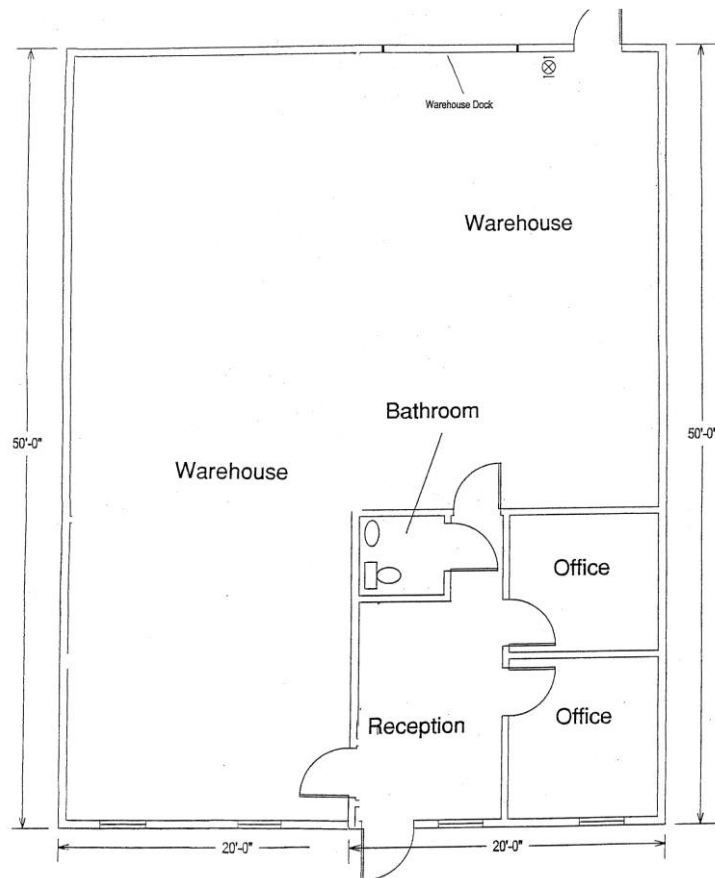 Warehouse Dock
Warehouse
Bathroom
50'-0"
50'-0"
Warehouse
Office
Office
Reception
20'-0"
20'-0"